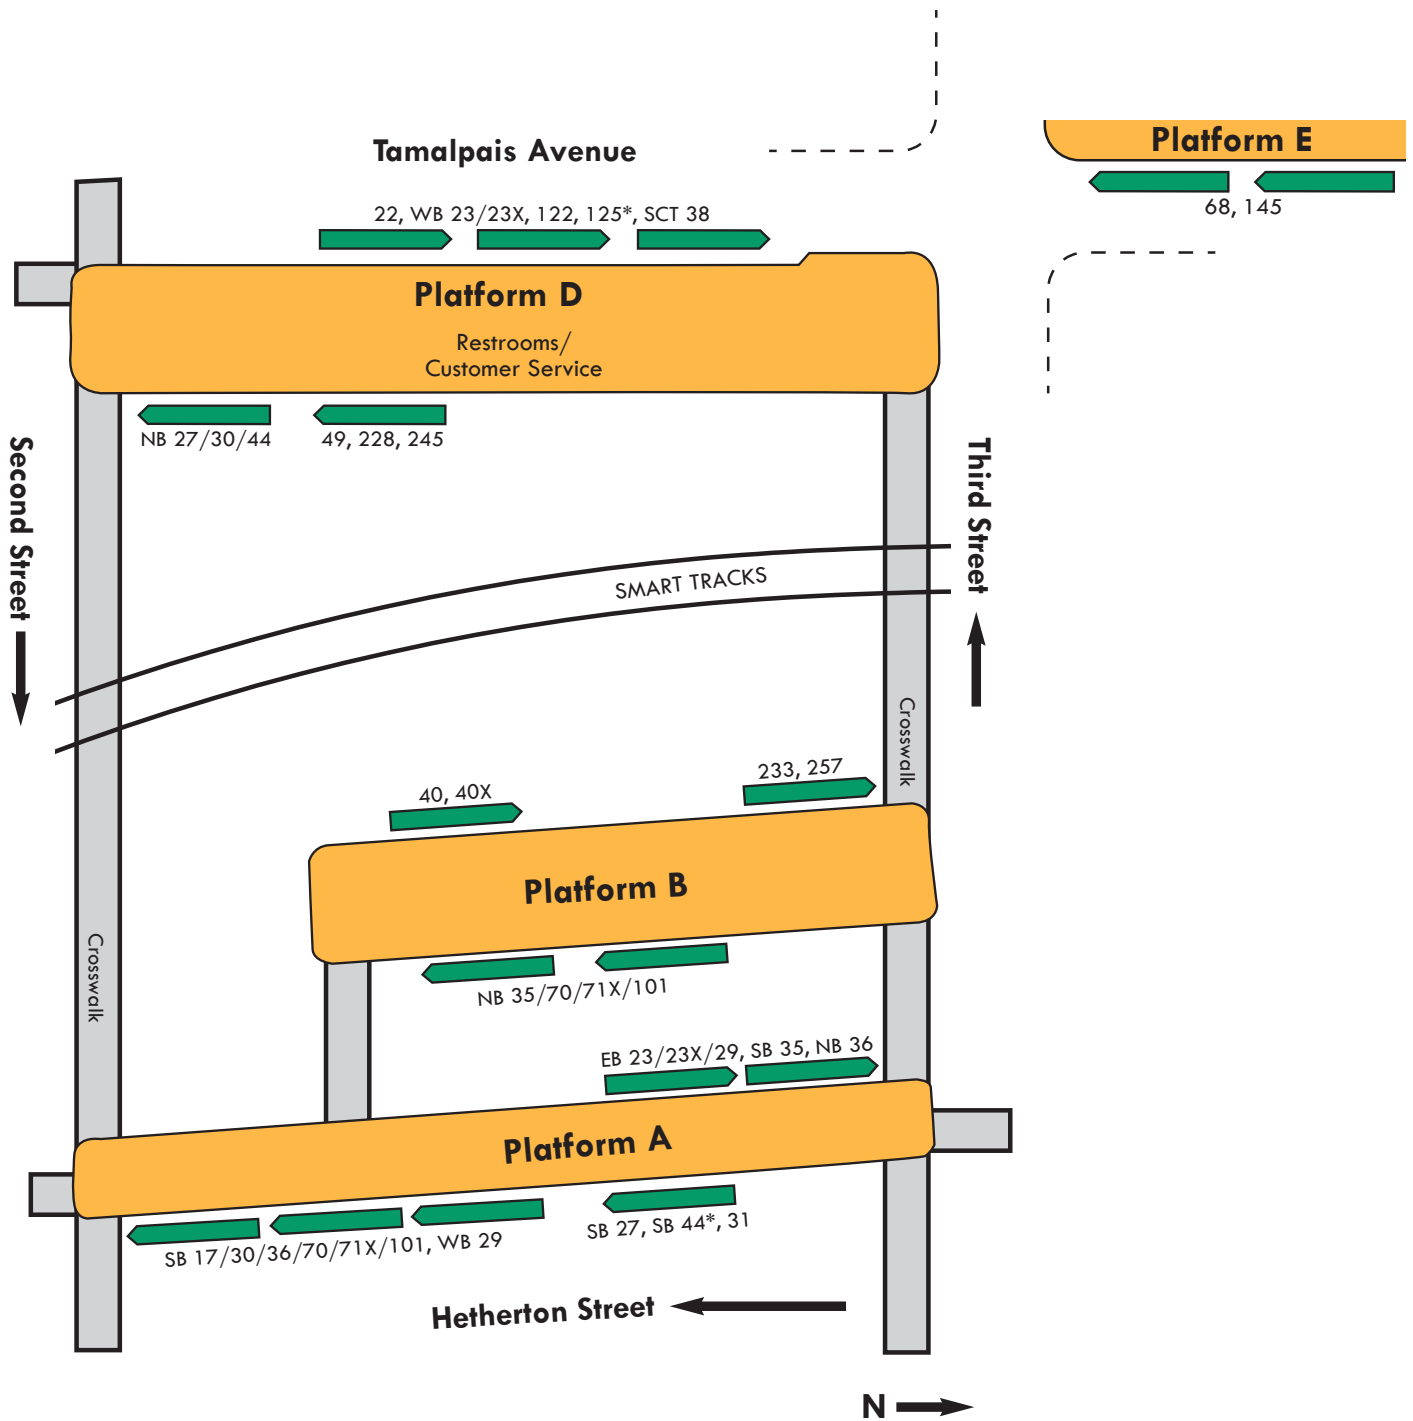 Tamalpais Avenue
Platform E
68, 145
22, WB 23/23X, 122, 125*, SCT 38
Platform D
Restrooms/
Customer Service
NB 27/30/44
49, 228, 245
Second Street
Third Street
SMART TRACKS
Crosswalk
233, 257
40, 40X
Platform B
Crosswalk
NB 35/70/71X/101
EB 23/23X/29, SB 35, NB 36
Platform A
SB 27, SB 44*, 31
SB 17/30/36/70/71X/101, WB 29
Hetherton Street
N